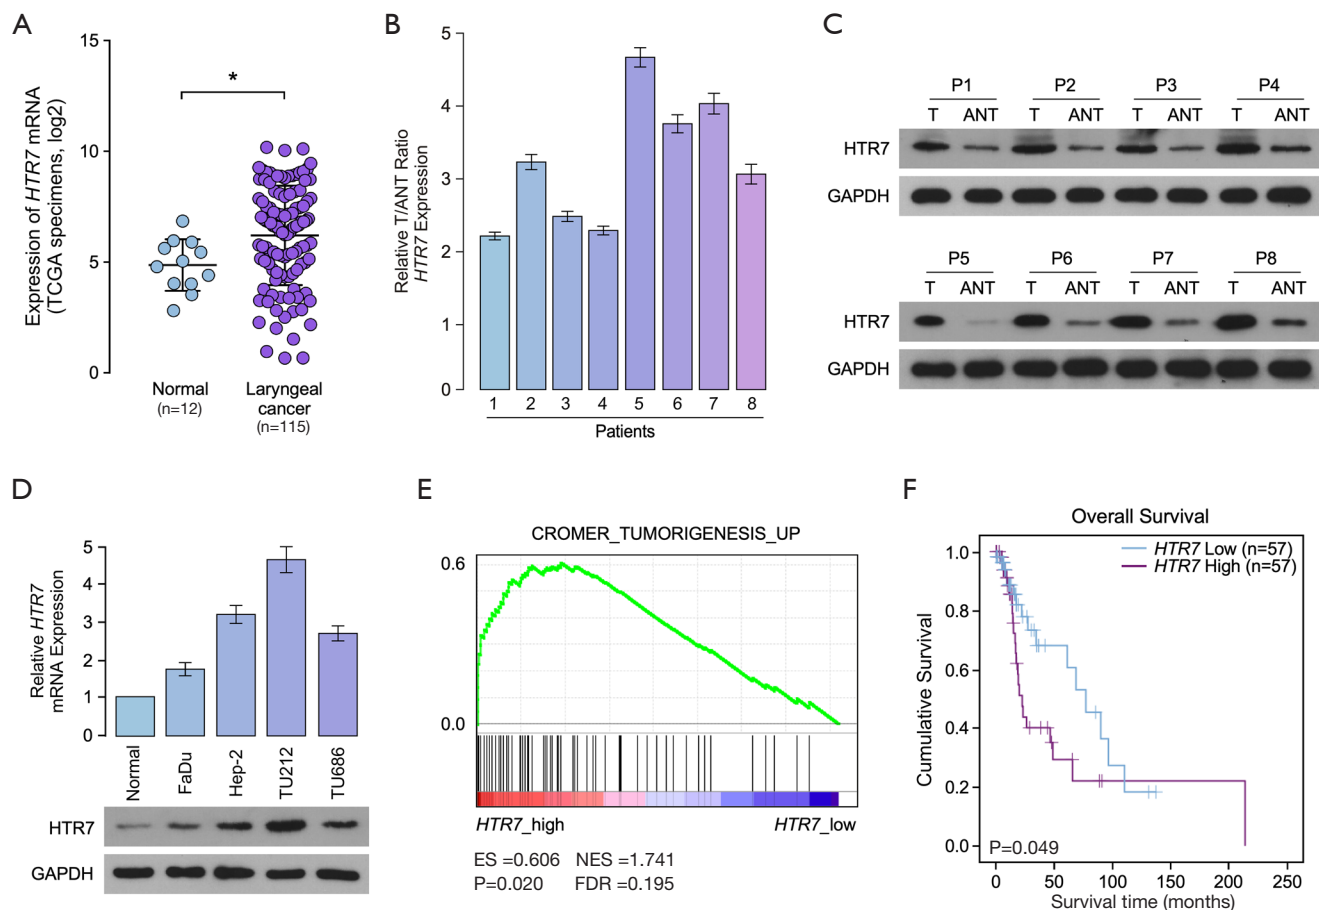 A
Expression of HTR7 mRNA
(TCGA specimens, log2)
15
10
5
0
*
Normal
(n=12)
Laryngeal
cancer
(n=115)
B
Relative T/ANT Ratio
HTR7 Expression
5
4
3
2
1
0
1 2 3 4 5 6 7 8
Patients
C
P1 P2 P3 P4
T ANT T ANT T ANT T ANT
HTR7
GAPDH
P5 P6 P7 P8
T ANT T ANT T ANT T ANT
HTR7
GAPDH
D
Relative HTR7
mRNA Expression
5
4
3
2
1
0
Normal FaDu Hep-2 TU212 TU686
HTR7
GAPDH
E
CROMER_TUMORIGENESIS_UP
0.6
0.0
HTR7_high HTR7_low
ES =0.606 NES =1.741
P=0.020 FDR =0.195
F
Overall Survival
HTR7 Low (n=57)
HTR7 High (n=57)
Cumulative Survival
1.0
0.8
0.6
0.4
0.2
0.0
P=0.049
0 50 100 150 200 250
Survival time (months)